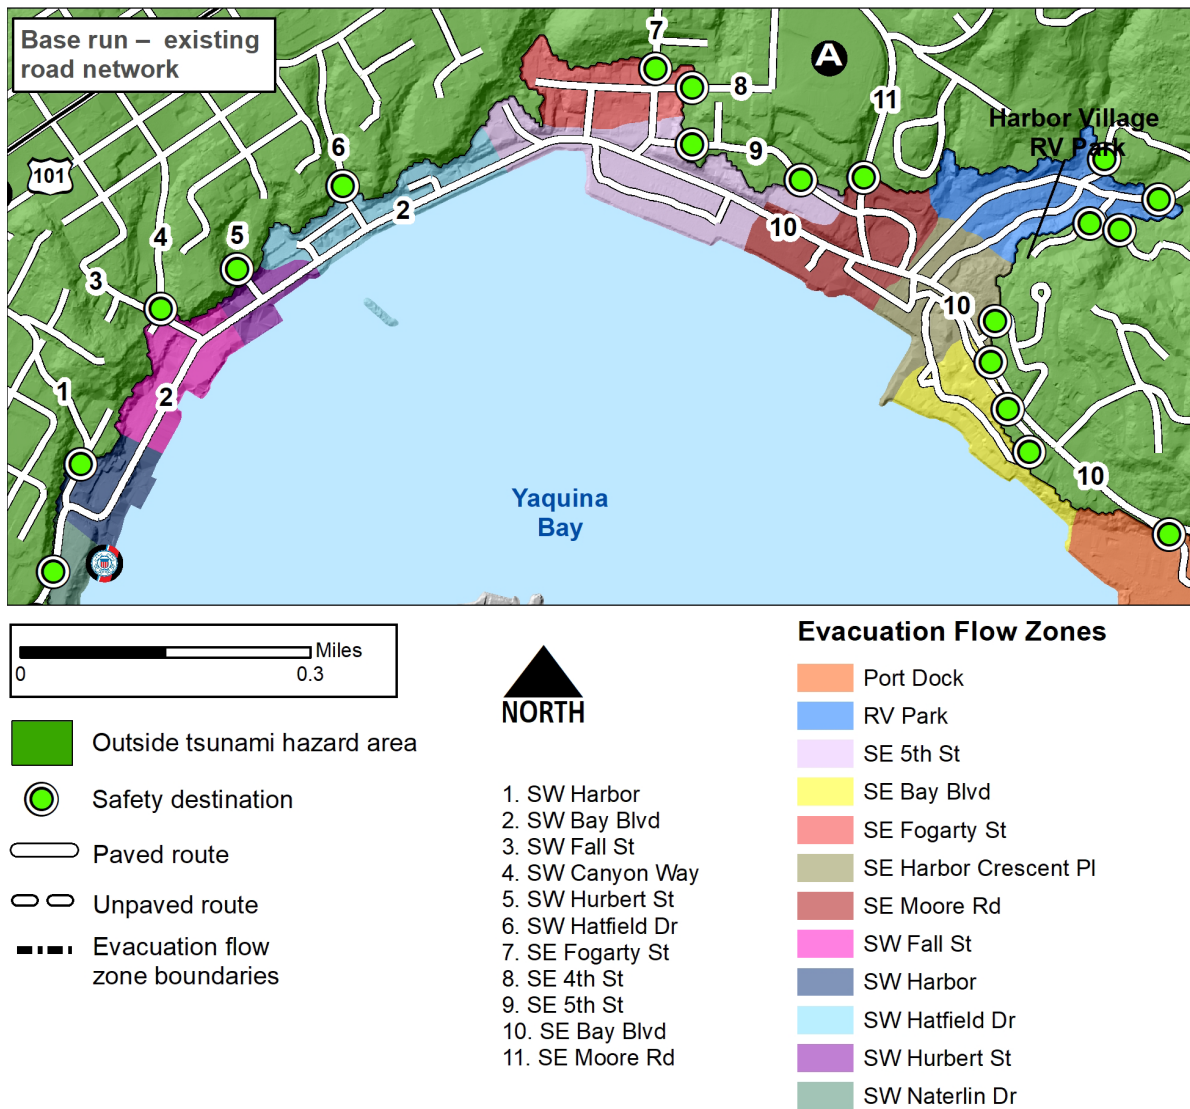 Base run – existing
road network
7
8
A
11
Harbor Village
RV Park
101
6
9
2
10
5
4
3
10
1
2
10
Yaquina
Bay
Miles
0
0.3
NORTH
Outside tsunami hazard area
Safety destination
Paved route
Unpaved route
Evacuation flow
zone boundaries
1. SW Harbor
2. SW Bay Blvd
3. SW Fall St
4. SW Canyon Way
5. SW Hurbert St
6. SW Hatfield Dr
7. SE Fogarty St
8. SE 4th St
9. SE 5th St
10. SE Bay Blvd
11. SE Moore Rd
Evacuation Flow Zones
Port Dock
RV Park
SE 5th St
SE Bay Blvd
SE Fogarty St
SE Harbor Crescent Pl
SE Moore Rd
SW Fall St
SW Harbor
SW Hatfield Dr
SW Hurbert St
SW Naterlin Dr